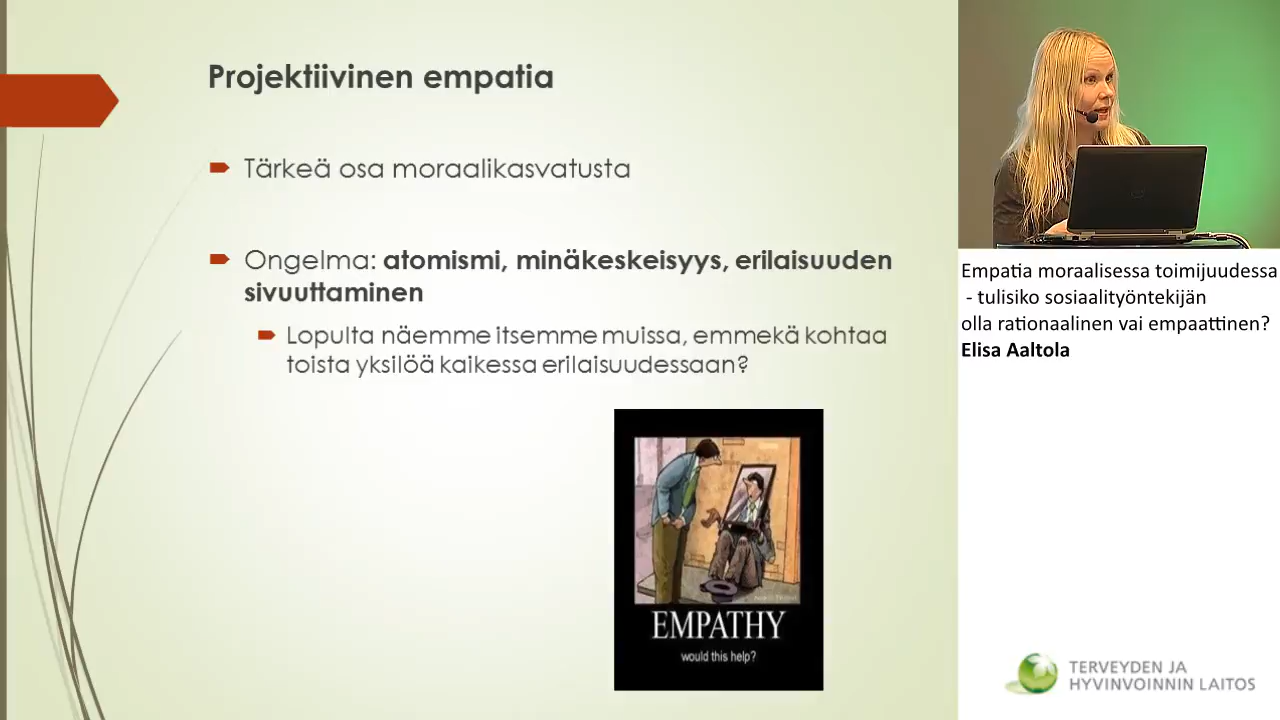 Projektiivinen empatia
Tärkeä osa moraalikasvatusta
Ongelma: atomismi, minäkeskeisyys, erilaisuuden
sivuuttaminen
Lopulta näemme itsemme muissa, emmekä kohtaa
toista yksilöä kaikessa erilaisuudessaan?
EMPATHY
would this help?
Empatia moraalisessa toimijuudessa
- tulisiko sosiaalityöntekijän
olla rationaalinen vai empaattinen?
Elisa Aaltola
TERVEYDEN JA
HYVINVOINNIN LAITOS